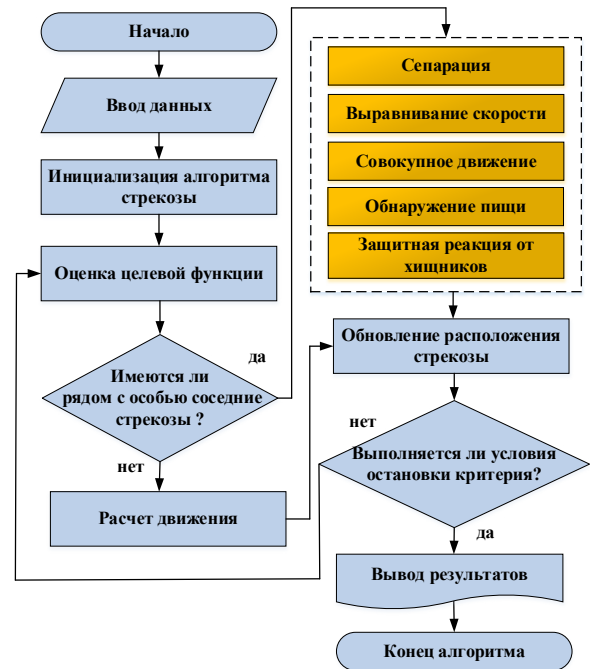 Начало
Ввод данных
Инициализация алгоритма
стрекозы
Оценка целевой функции
да
Имеются ли
рядом с особью соседние
стрекозы ?
нет
Расчет движения
Сепарация
Выравнивание скорости
Совокупное движение
Обнаружение пищи
Защитная реакция от
хищников
Обновление расположения
стрекозы
нет
Выполняется ли условия
остановки критерия?
да
Вывод результатов
Конец алгоритма